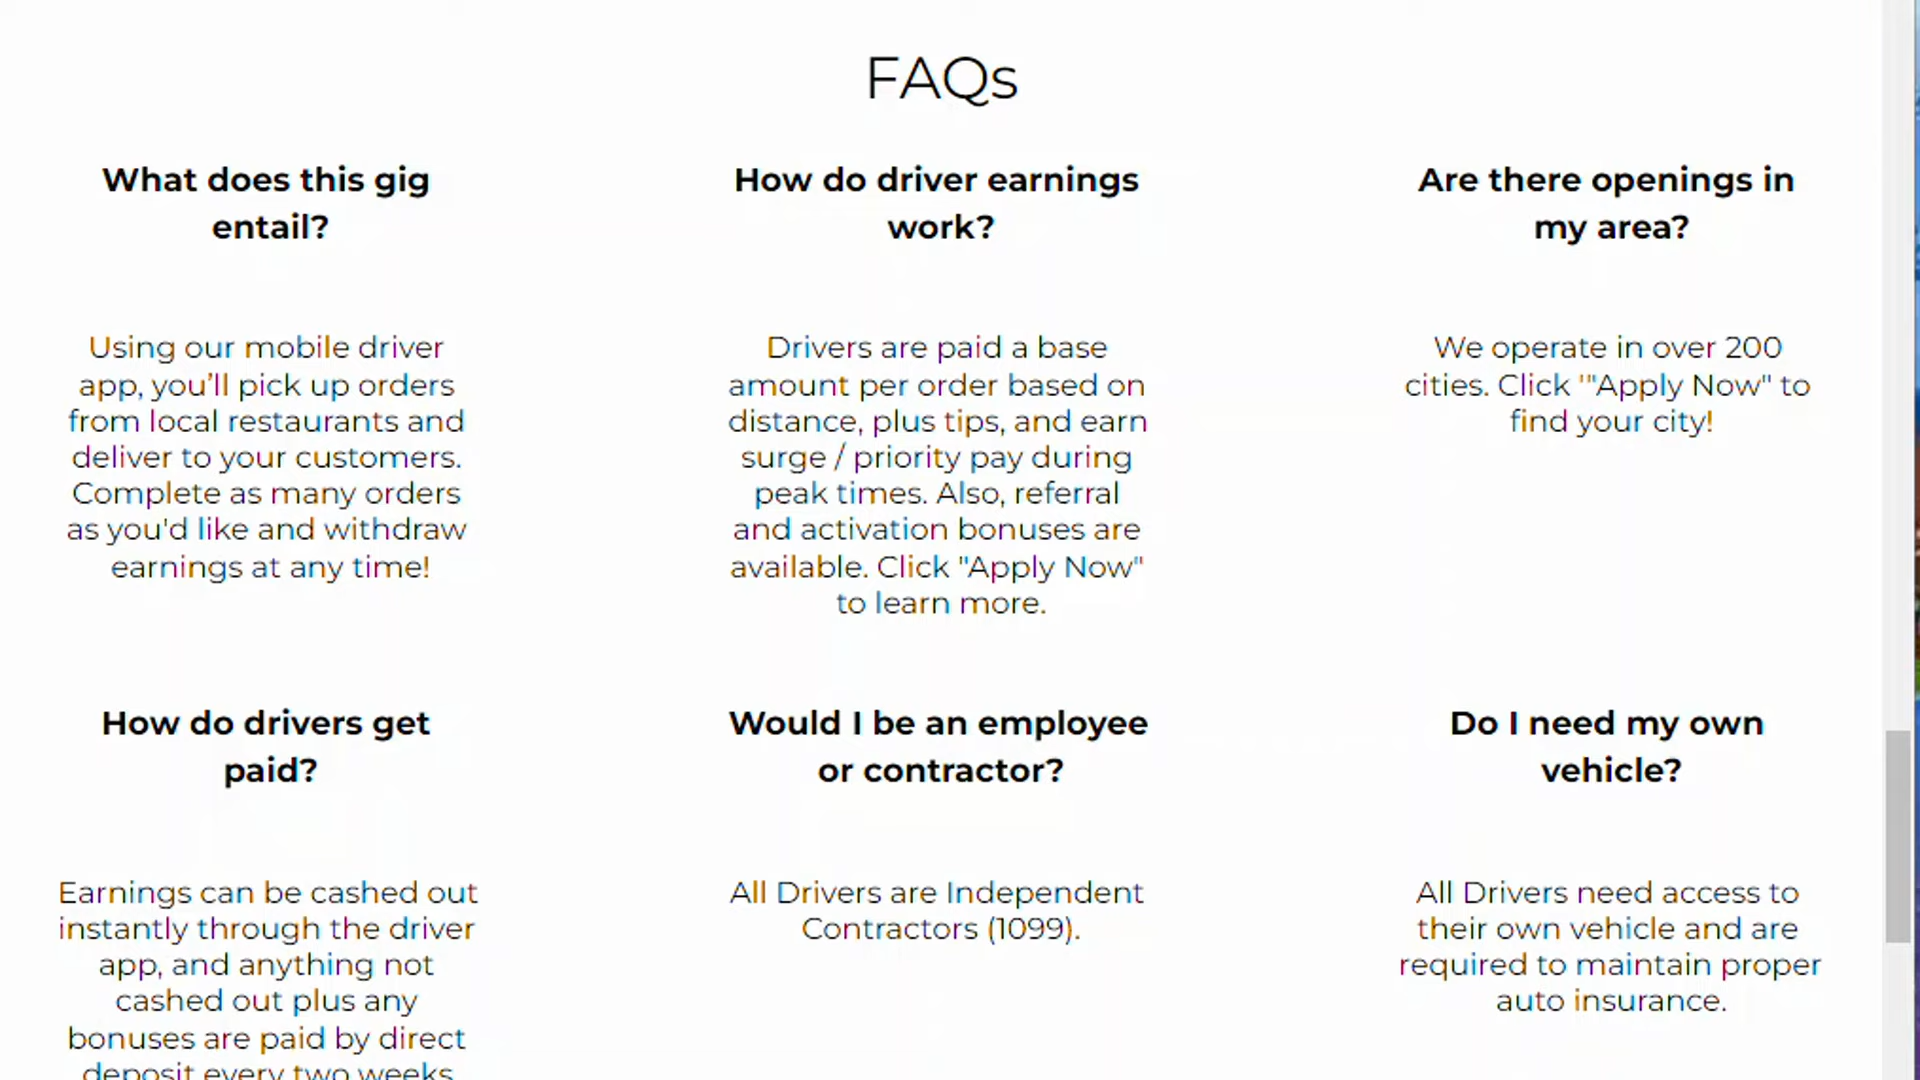 FAQs
What does this gig
entail?
Using our mobile driver
app, you’ll pick up orders
from local restaurants and
deliver to your customers.
Complete as many orders
as you'd like and withdraw
earnings at any time!
How do driver earnings
work?
Drivers are paid a base
amount per order based on
distance, plus tips, and earn
surge / priority pay during
peak times. Also, referral
and activation bonuses are
available. Click "Apply Now"
to learn more.
Are there openings in
my area?
We operate in over 200
cities. Click '"Apply Now" to
find your city!
How do drivers get
paid?
Earnings can be cashed out
instantly through the driver
app, and anything not
cashed out plus any
bonuses are paid by direct
deposit every two weeks
Would I be an employee
or contractor?
All Drivers are Independent
Contractors (1099).
Do I need my own
vehicle?
All Drivers need access to
their own vehicle and are
required to maintain proper
auto insurance.